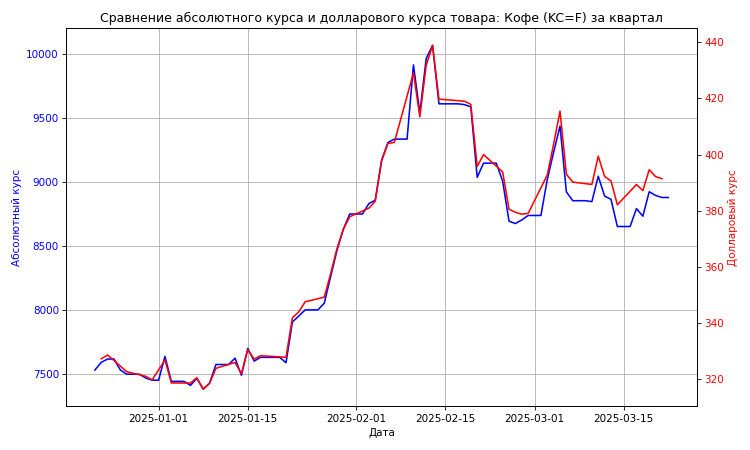 Сравнение абсолютного курса и долларового курса товара: Кофе (KC=F) за квартал
10000
9500
9000
8500
8000
7500
Абсолютный курс
440
420
400
380
360
340
320
Долларовый курс
2025-01-01 2025-01-15 2025-02-01 2025-02-15 2025-03-01 2025-03-15
Дата